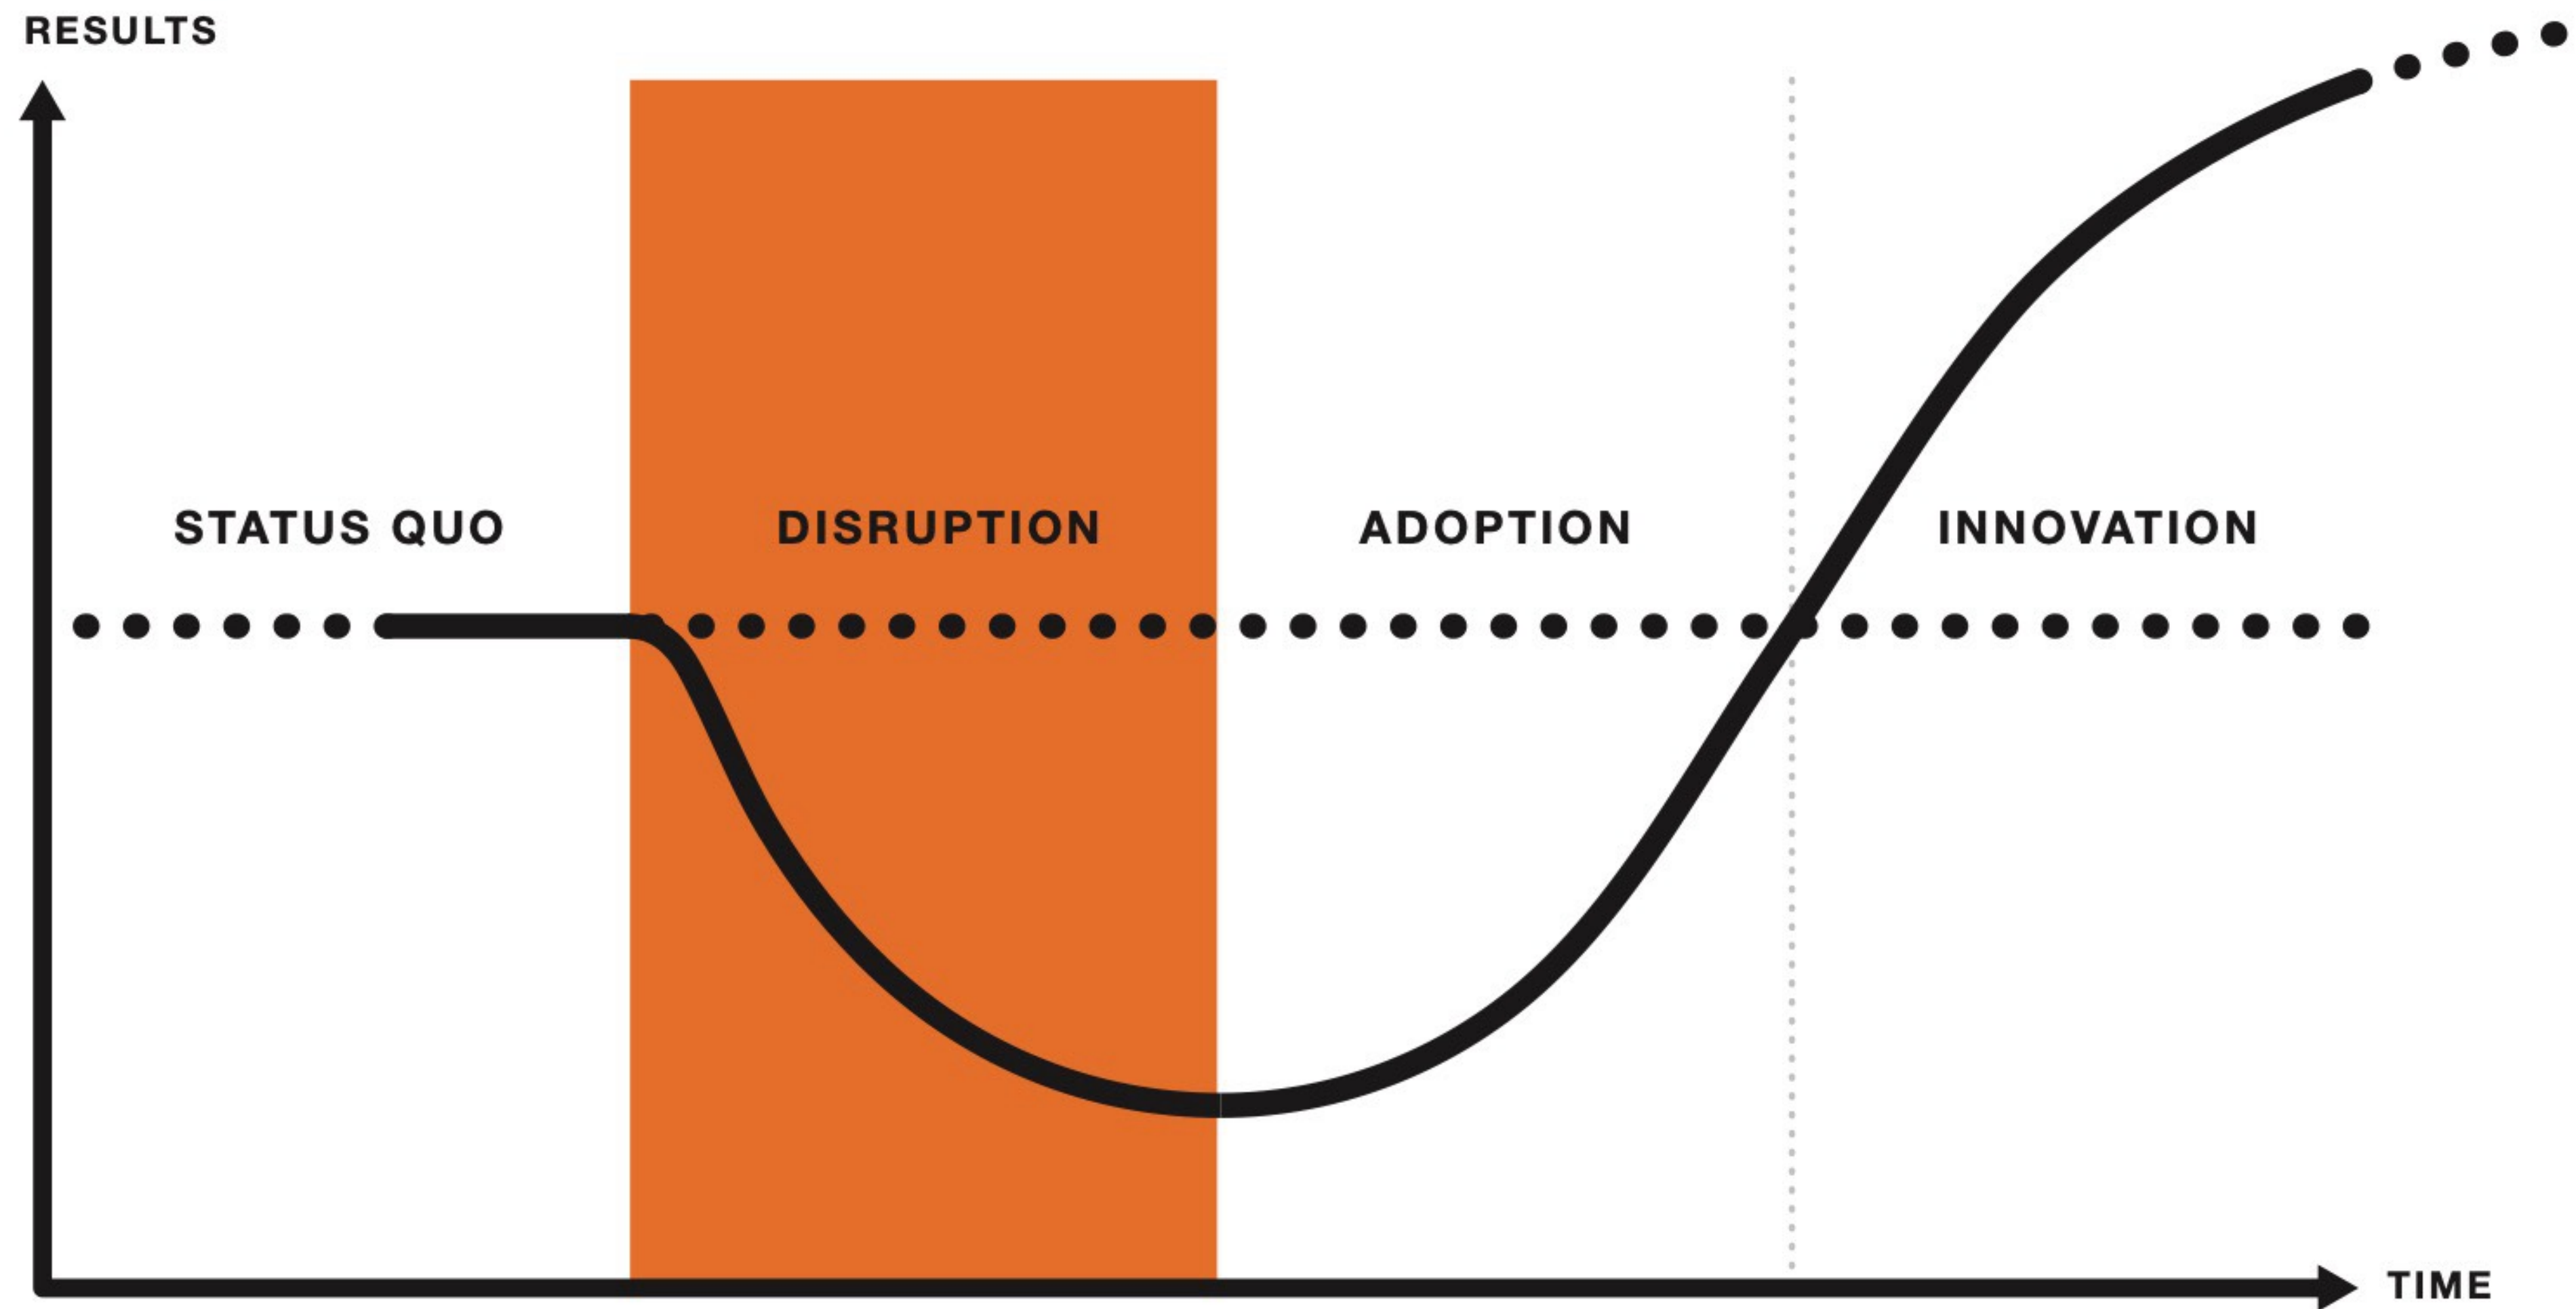 RESULTS
STATUS QUO
DISRUPTION
ADOPTION
INNOVATION
TIME